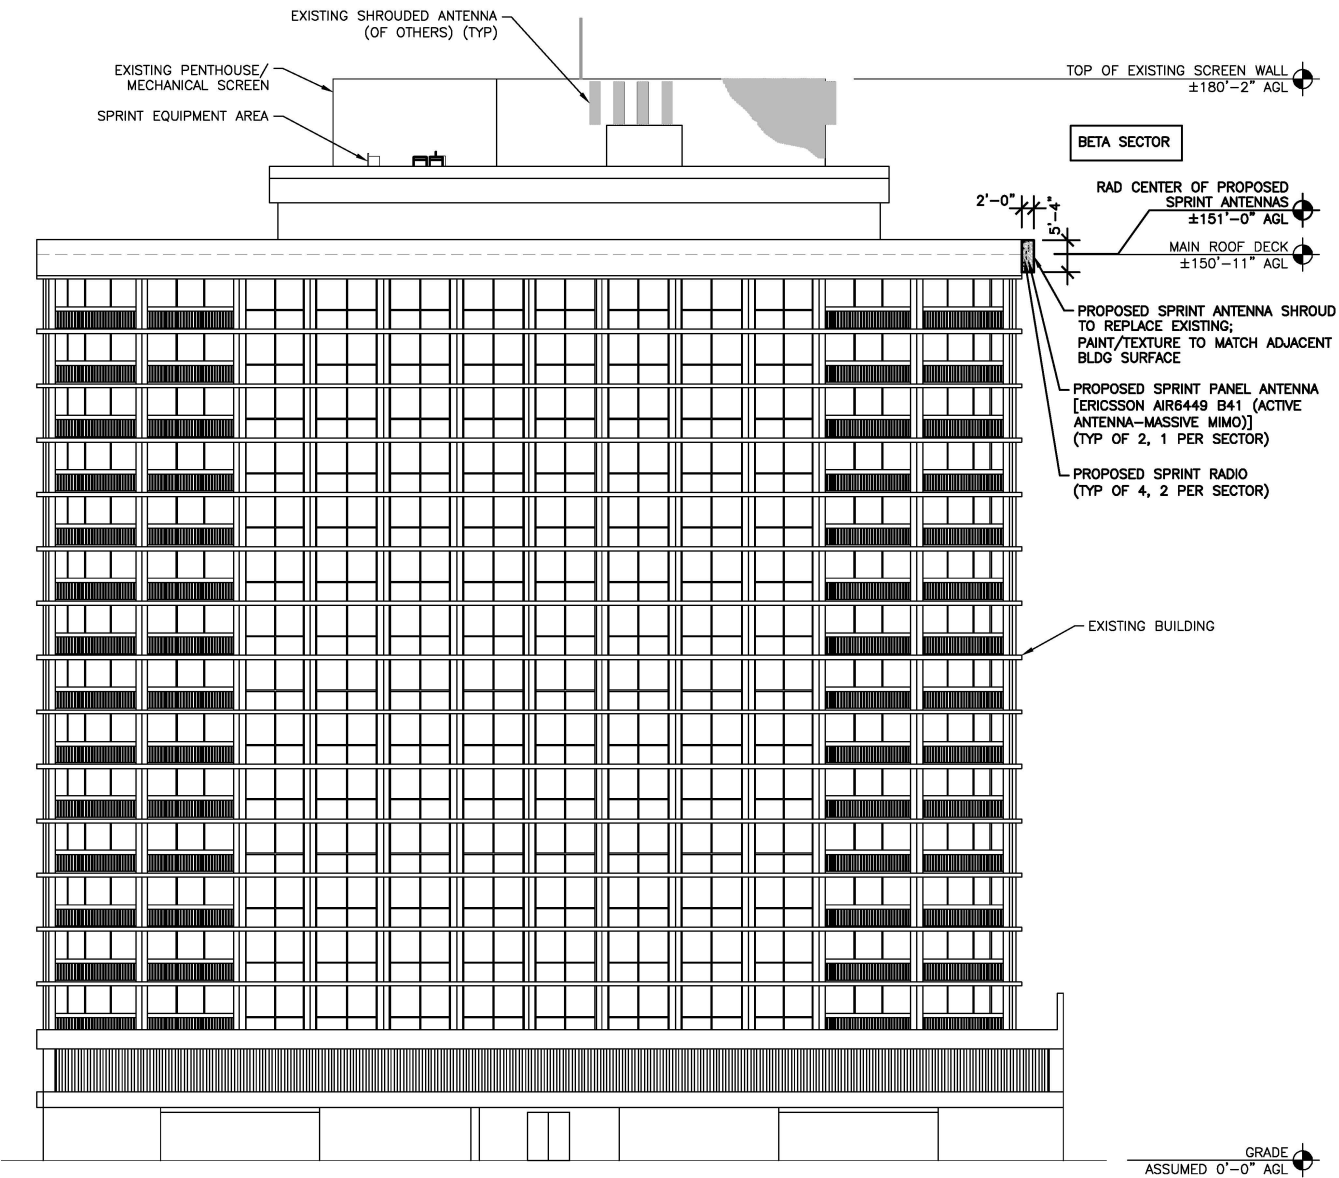 EXISTING SHROUDED ANTENNA
(OF OTHERS) (TYP)
EXISTING PENTHOUSE/
MECHANICAL SCREEN
SPRINT EQUIPMENT AREA
TOP OF EXISTING SCREEN WALL
±180'-2" AGL
BETA SECTOR
RAD CENTER OF PROPOSED
SPRINT ANTENNAS
±151'-0" AGL
2'-0"
5'-4"
MAIN ROOF DECK
±150'-11" AGL
PROPOSED SPRINT ANTENNA SHROUD
TO REPLACE EXISTING;
PAINT/TEXTURE TO MATCH ADJACENT
BLDG SURFACE
PROPOSED SPRINT PANEL ANTENNA
[ERICSSON AIR6449 B41 (ACTIVE
ANTENNA-MASSIVE MIMO)]
(TYP OF 2, 1 PER SECTOR)
PROPOSED SPRINT RADIO
(TYP OF 4, 2 PER SECTOR)
EXISTING BUILDING
GRADE
ASSUMED 0'-0" AGL